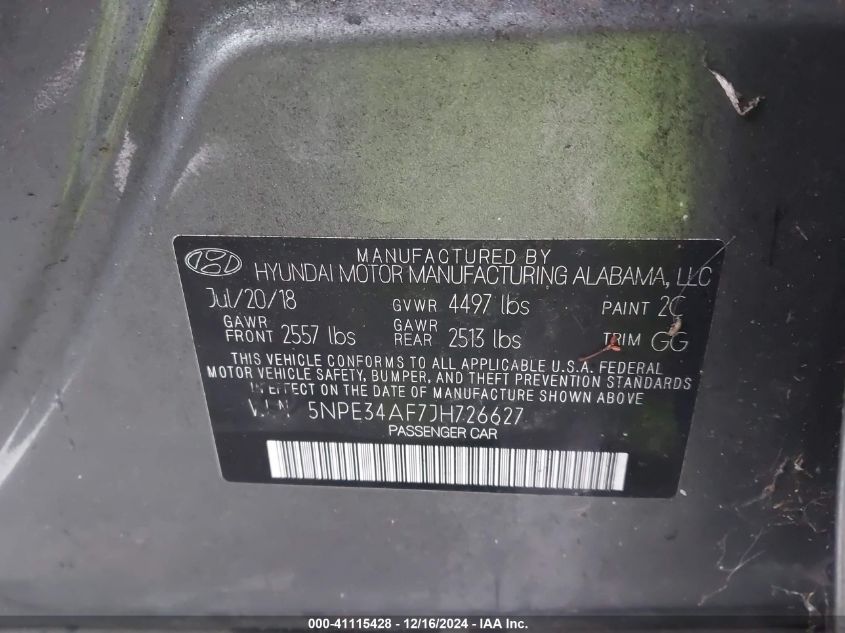 MANUFACTURED BY
HYUNDAI MOTOR MANUFACTURING ALABAMA, LLC
Jul/20/18 GVWR 4497 lbs PAINT 2C
GAWR FRONT 2557 lbs GAWR REAR 2513 lbs TRIM GG
THIS VEHICLE CONFORMS TO ALL APPLICABLE U.S.A. FEDERAL
MOTOR VEHICLE SAFETY, BUMPER, AND THEFT PREVENTION STANDARDS
IN EFFECT ON THE DATE OF MANUFACTURE SHOWN ABOVE
V.I.N 5NPE34AF7JH726627
PASSENGER CAR
000-41115428 - 12/16/2024 - IAA Inc.